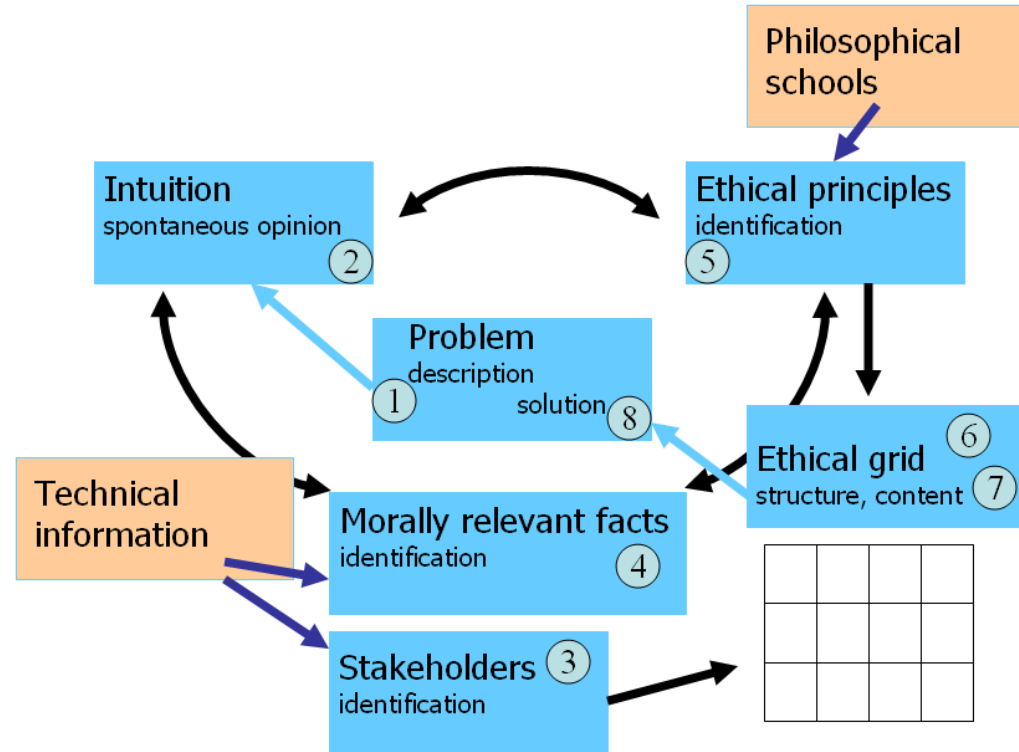 Philosophical
schools
Intuition
spontaneous opinion
2
Ethical principles
identification
5
Problem
description
1
solution
8
6
Ethical grid
structure, content
7
Technical
information
Morally relevant facts
identification
4
Stakeholders
3
identification